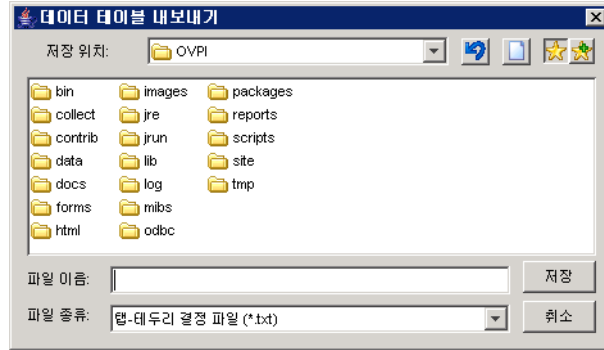 데이터 테이블 내보내기
저장 위치: OVPI
bin images packages
collect jre reports
contrib jrun scripts
data lib site
docs log tmp
forms mibs
html odbc
파일 이름: 저장
파일 종류: 탭-테두리 결정 파일 (*.txt) 취소